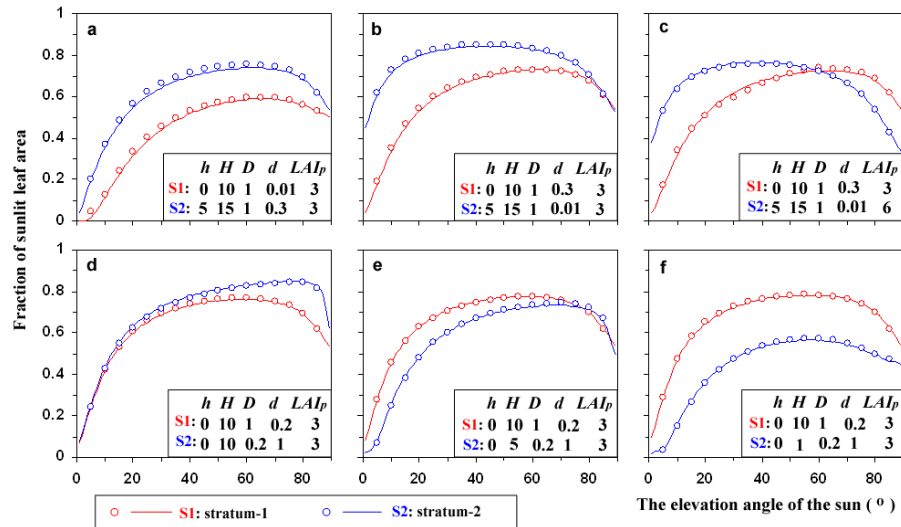 Fraction of sunlit leaf area
a
1
0.8
0.6
0.4
0.2
0
h H D d LAIp
S1: 0 10 1 0.01 3
S2: 5 15 1 0.3 3
b
h H D d LAIp
S1: 0 10 1 0.3 3
S2: 5 15 1 0.01 3
c
h H D d LAIp
S1: 0 10 1 0.3 3
S2: 5 15 1 0.01 6
d
1
0.8
0.6
0.4
0.2
0
h H D d LAIp
S1: 0 10 1 0.2 3
S2: 0 10 0.2 1 3
e
h H D d LAIp
S1: 0 10 1 0.2 3
S2: 0 5 0.2 1 3
f
h H D d LAIp
S1: 0 10 1 0.2 3
S2: 0 1 0.2 1 3
0 20 40 60 80
0 20 40 60 80
0 20 40 60 80
S1: stratum-1 S2: stratum-2
The elevation angle of the sun ( o )